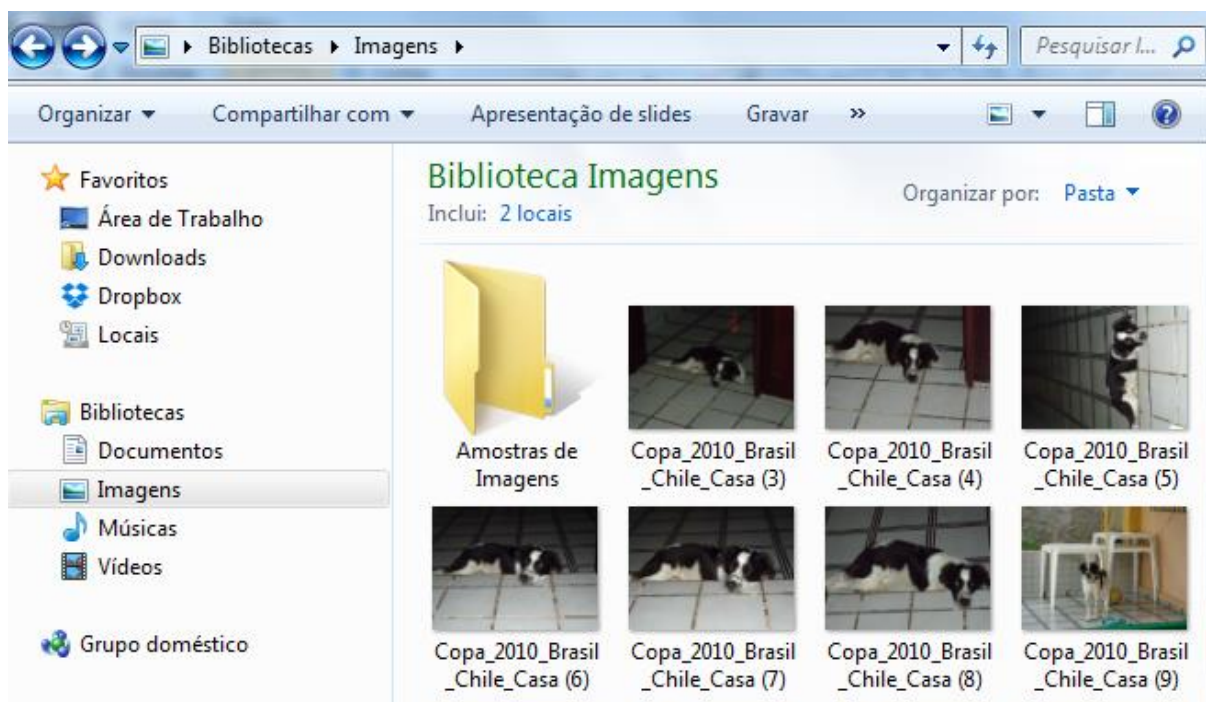 Bibliotecas Imagens
Pesquisar I...
Organizar Compartilhar com Apresentação de slides Gravar »
Favoritos
Área de Trabalho
Downloads
Dropbox
Locais
Bibliotecas
Documentos
Imagens
Músicas
Vídeos
Grupo doméstico
Biblioteca Imagens
Inclui: 2 locais
Organizar por: Pasta
Amostras de
Imagens
Copa_2010_Brasil
_Chile_Casa (3)
Copa_2010_Brasil
_Chile_Casa (4)
Copa_2010_Brasil
_Chile_Casa (5)
Copa_2010_Brasil
_Chile_Casa (6)
Copa_2010_Brasil
_Chile_Casa (7)
Copa_2010_Brasil
_Chile_Casa (8)
Copa_2010_Brasil
_Chile_Casa (9)